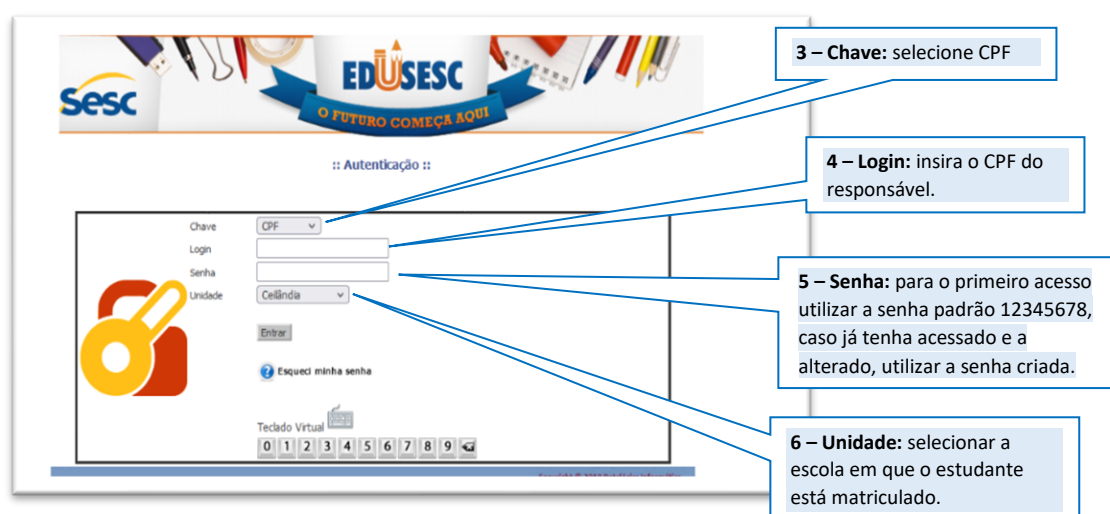 Sesc
EDUSESC
O FUTURO COMEÇA AQUI
:: Autenticação ::
Chave
CPF
Login
Senha
Unidade
Ceilândia
Entrar
Esqueci minha senha
Teclado Virtual
0 1 2 3 4 5 6 7 8 9
3 – Chave: selecione CPF
4 – Login: insira o CPF do
responsável.
5 – Senha: para o primeiro acesso
utilizar a senha padrão 12345678,
caso já tenha acessado e a
alterado, utilizar a senha criada.
6 – Unidade: selecionar a
escola em que o estudante
está matriculado.